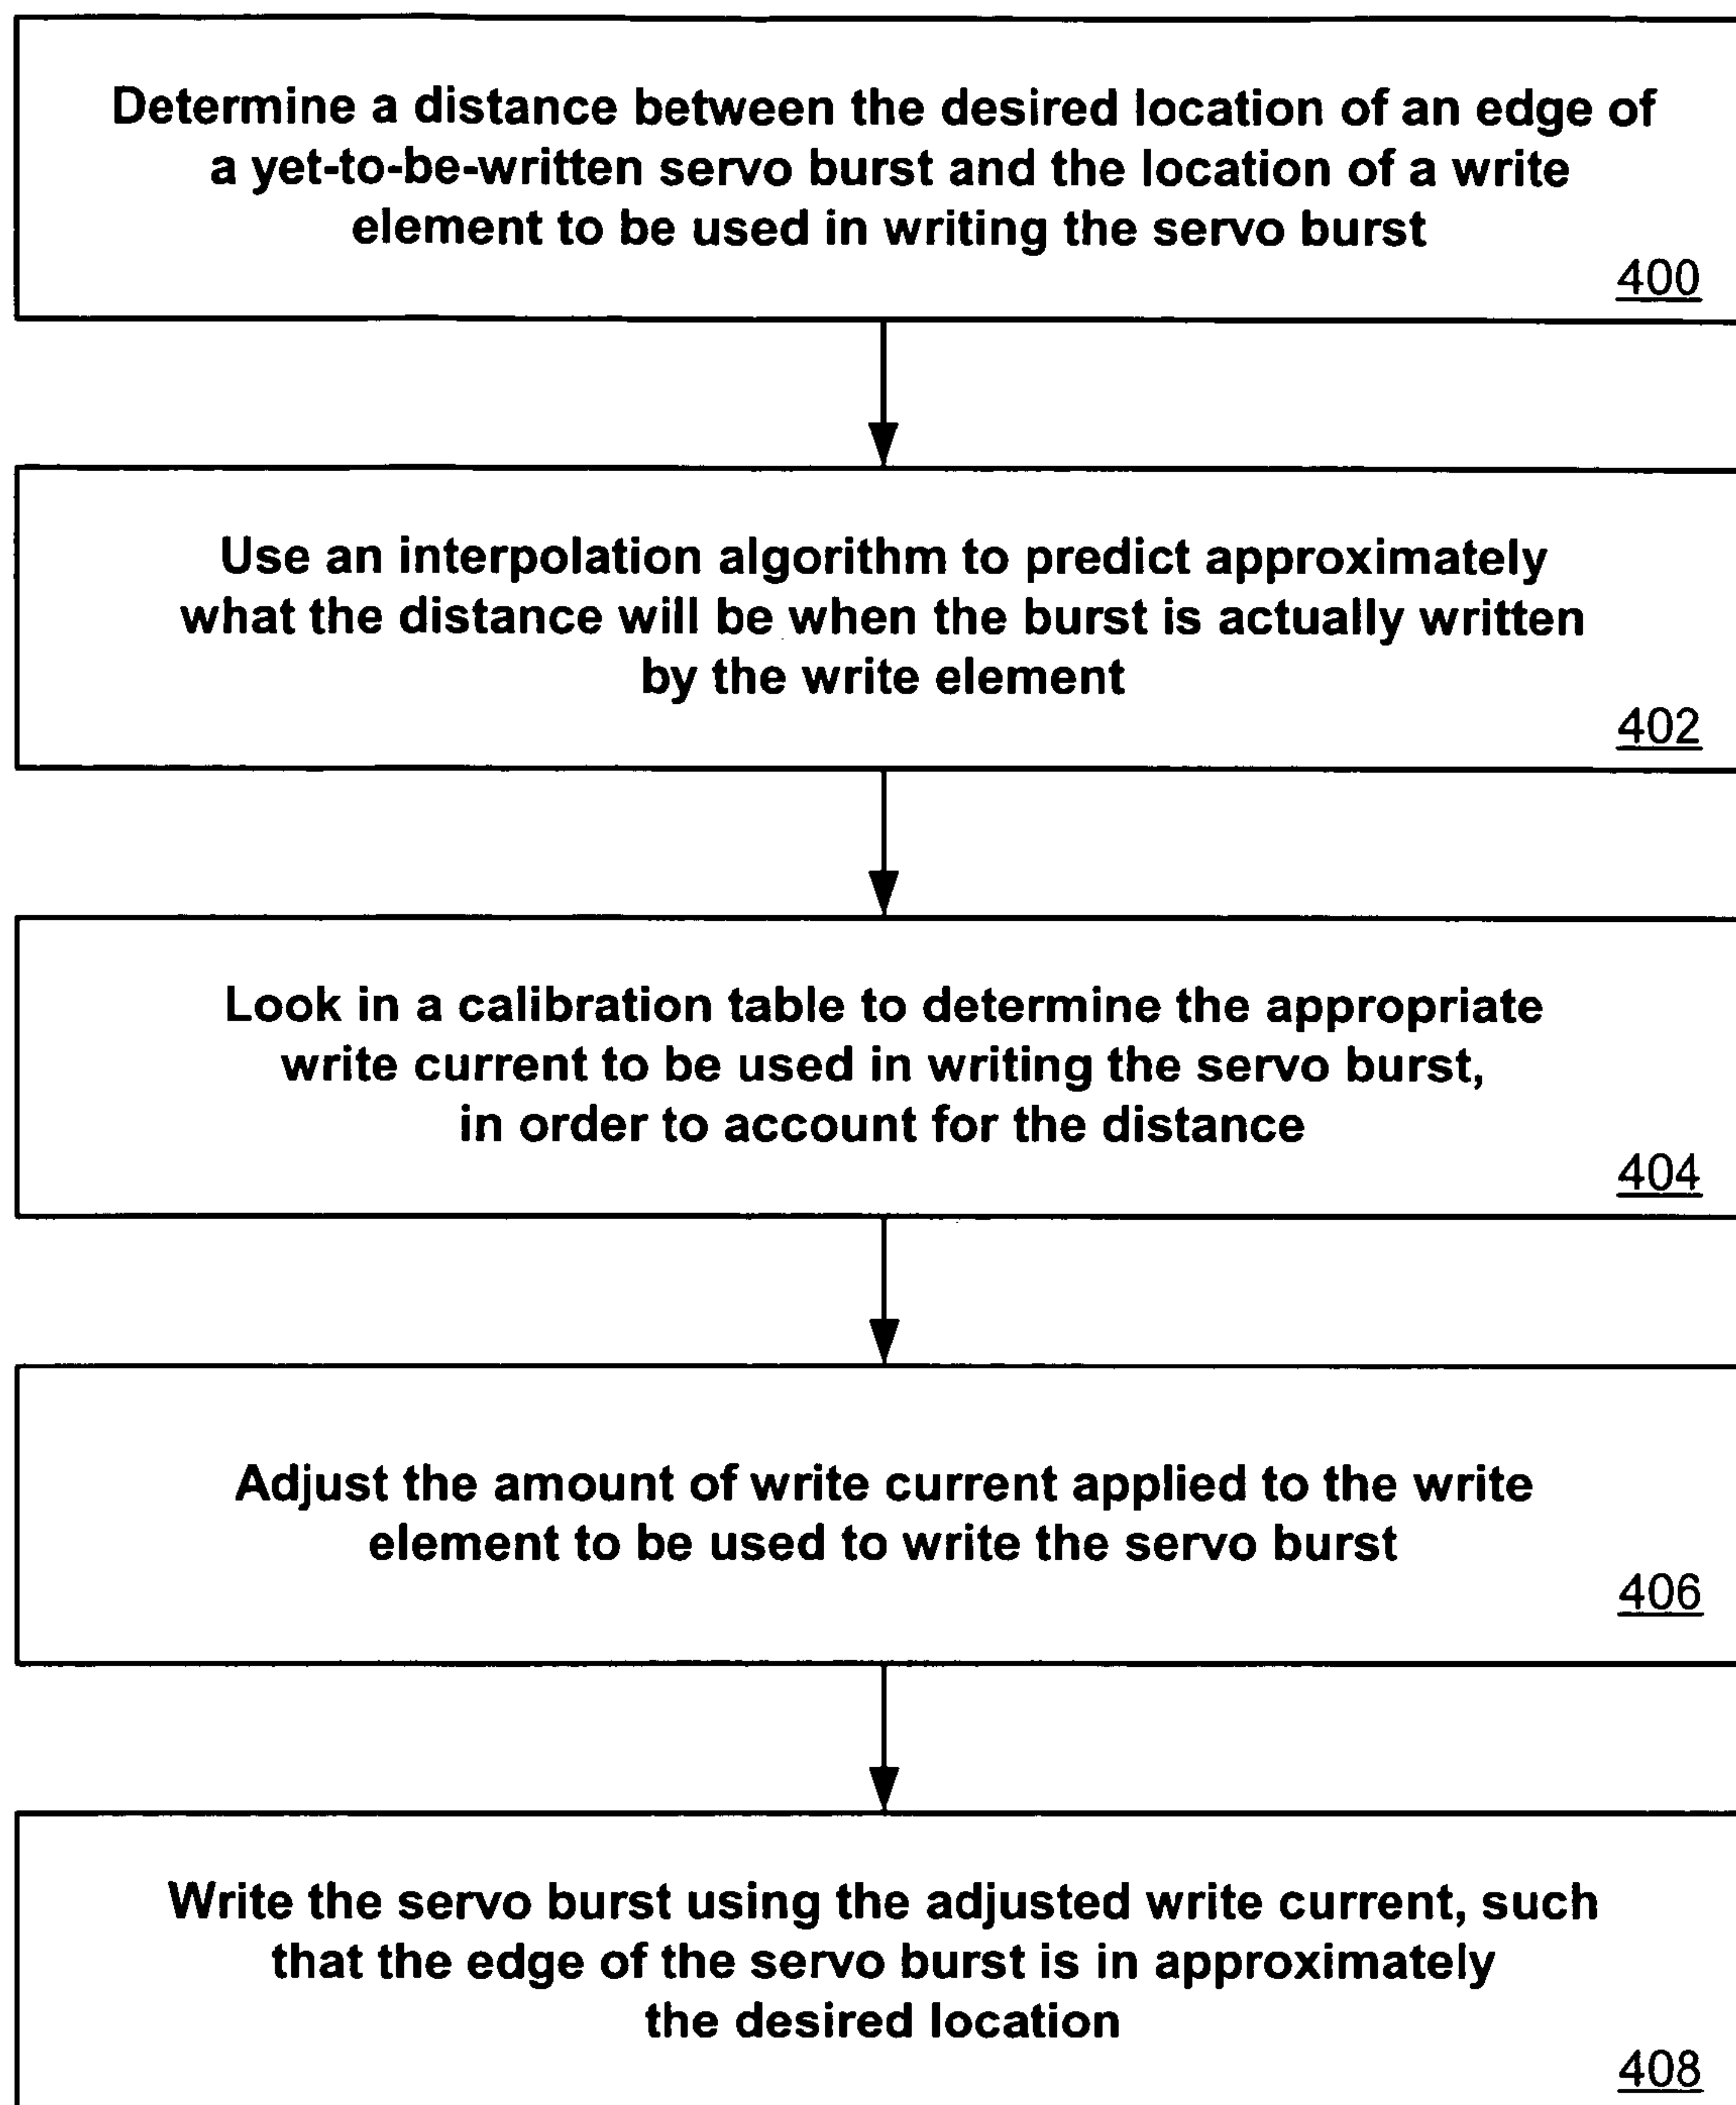 Determine a distance between the desired location of an edge of
a yet-to-be-written servo burst and the location of a write
element to be used in writing the servo burst
400
Use an interpolation algorithm to predict approximately
what the distance will be when the burst is actually written
by the write element
402
Look in a calibration table to determine the appropriate
write current to be used in writing the servo burst,
in order to account for the distance
404
Adjust the amount of write current applied to the write
element to be used to write the servo burst
406
Write the servo burst using the adjusted write current, such
that the edge of the servo burst is in approximately
the desired location
408